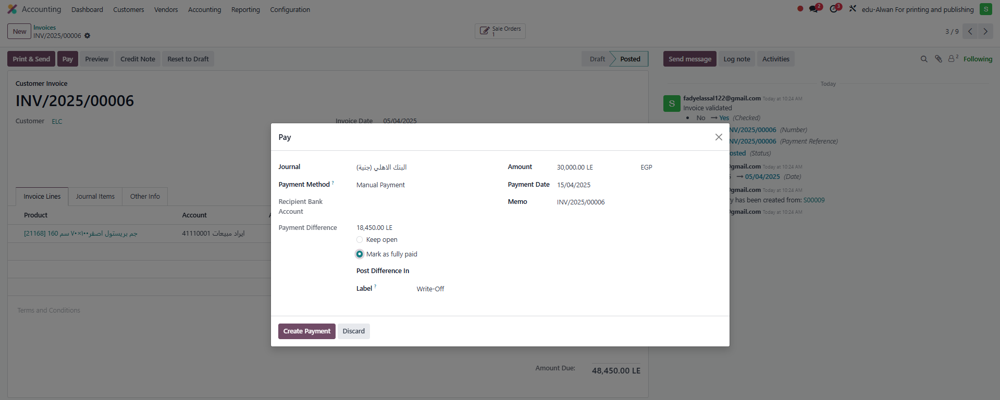 Accounting Dashboard Customers Vendors Accounting Reporting Configuration 2 3 edu-Alwan For printing and publishing S
New Invoices Sale Orders 3 / 9
INV/2025/00006 1
Print & Send Pay Preview Credit Note Reset to Draft Draft Posted Send message Log note Activities 2 Following
Customer Invoice
INV/2025/00006
Customer ELC
Invoice Date 05/04/2025
Invoice Lines Journal Items Other Info
Product Account
[21168] جم بريستول اصفر١٠٠×٧٠ سم 160 41110001 ايراد مبيعات
Terms and Conditions
Amount Due: 48,450.00 LE
Pay
Journal البنك الاهلي (جنية)
Payment Method ? Manual Payment
Recipient Bank
Account
Payment Difference 18,450.00 LE
Keep open
Mark as fully paid
Post Difference In
Label ? Write-Off
Amount 30,000.00 LE EGP
Payment Date 15/04/2025
Memo INV/2025/00006
Create Payment Discard
Today
S fadyelassal122@gmail.com Today at 10:24 AM
Invoice validated
• No → Yes (Checked)
NV/2025/00006 (Number)
NV/2025/00006 (Payment Reference)
osted (Status)
@gmail.com Today at 10:24 AM
→ 05/04/2025 (Date)
@gmail.com Today at 10:24 AM
y has been created from: S00009
@gmail.com Today at 10:24 AM